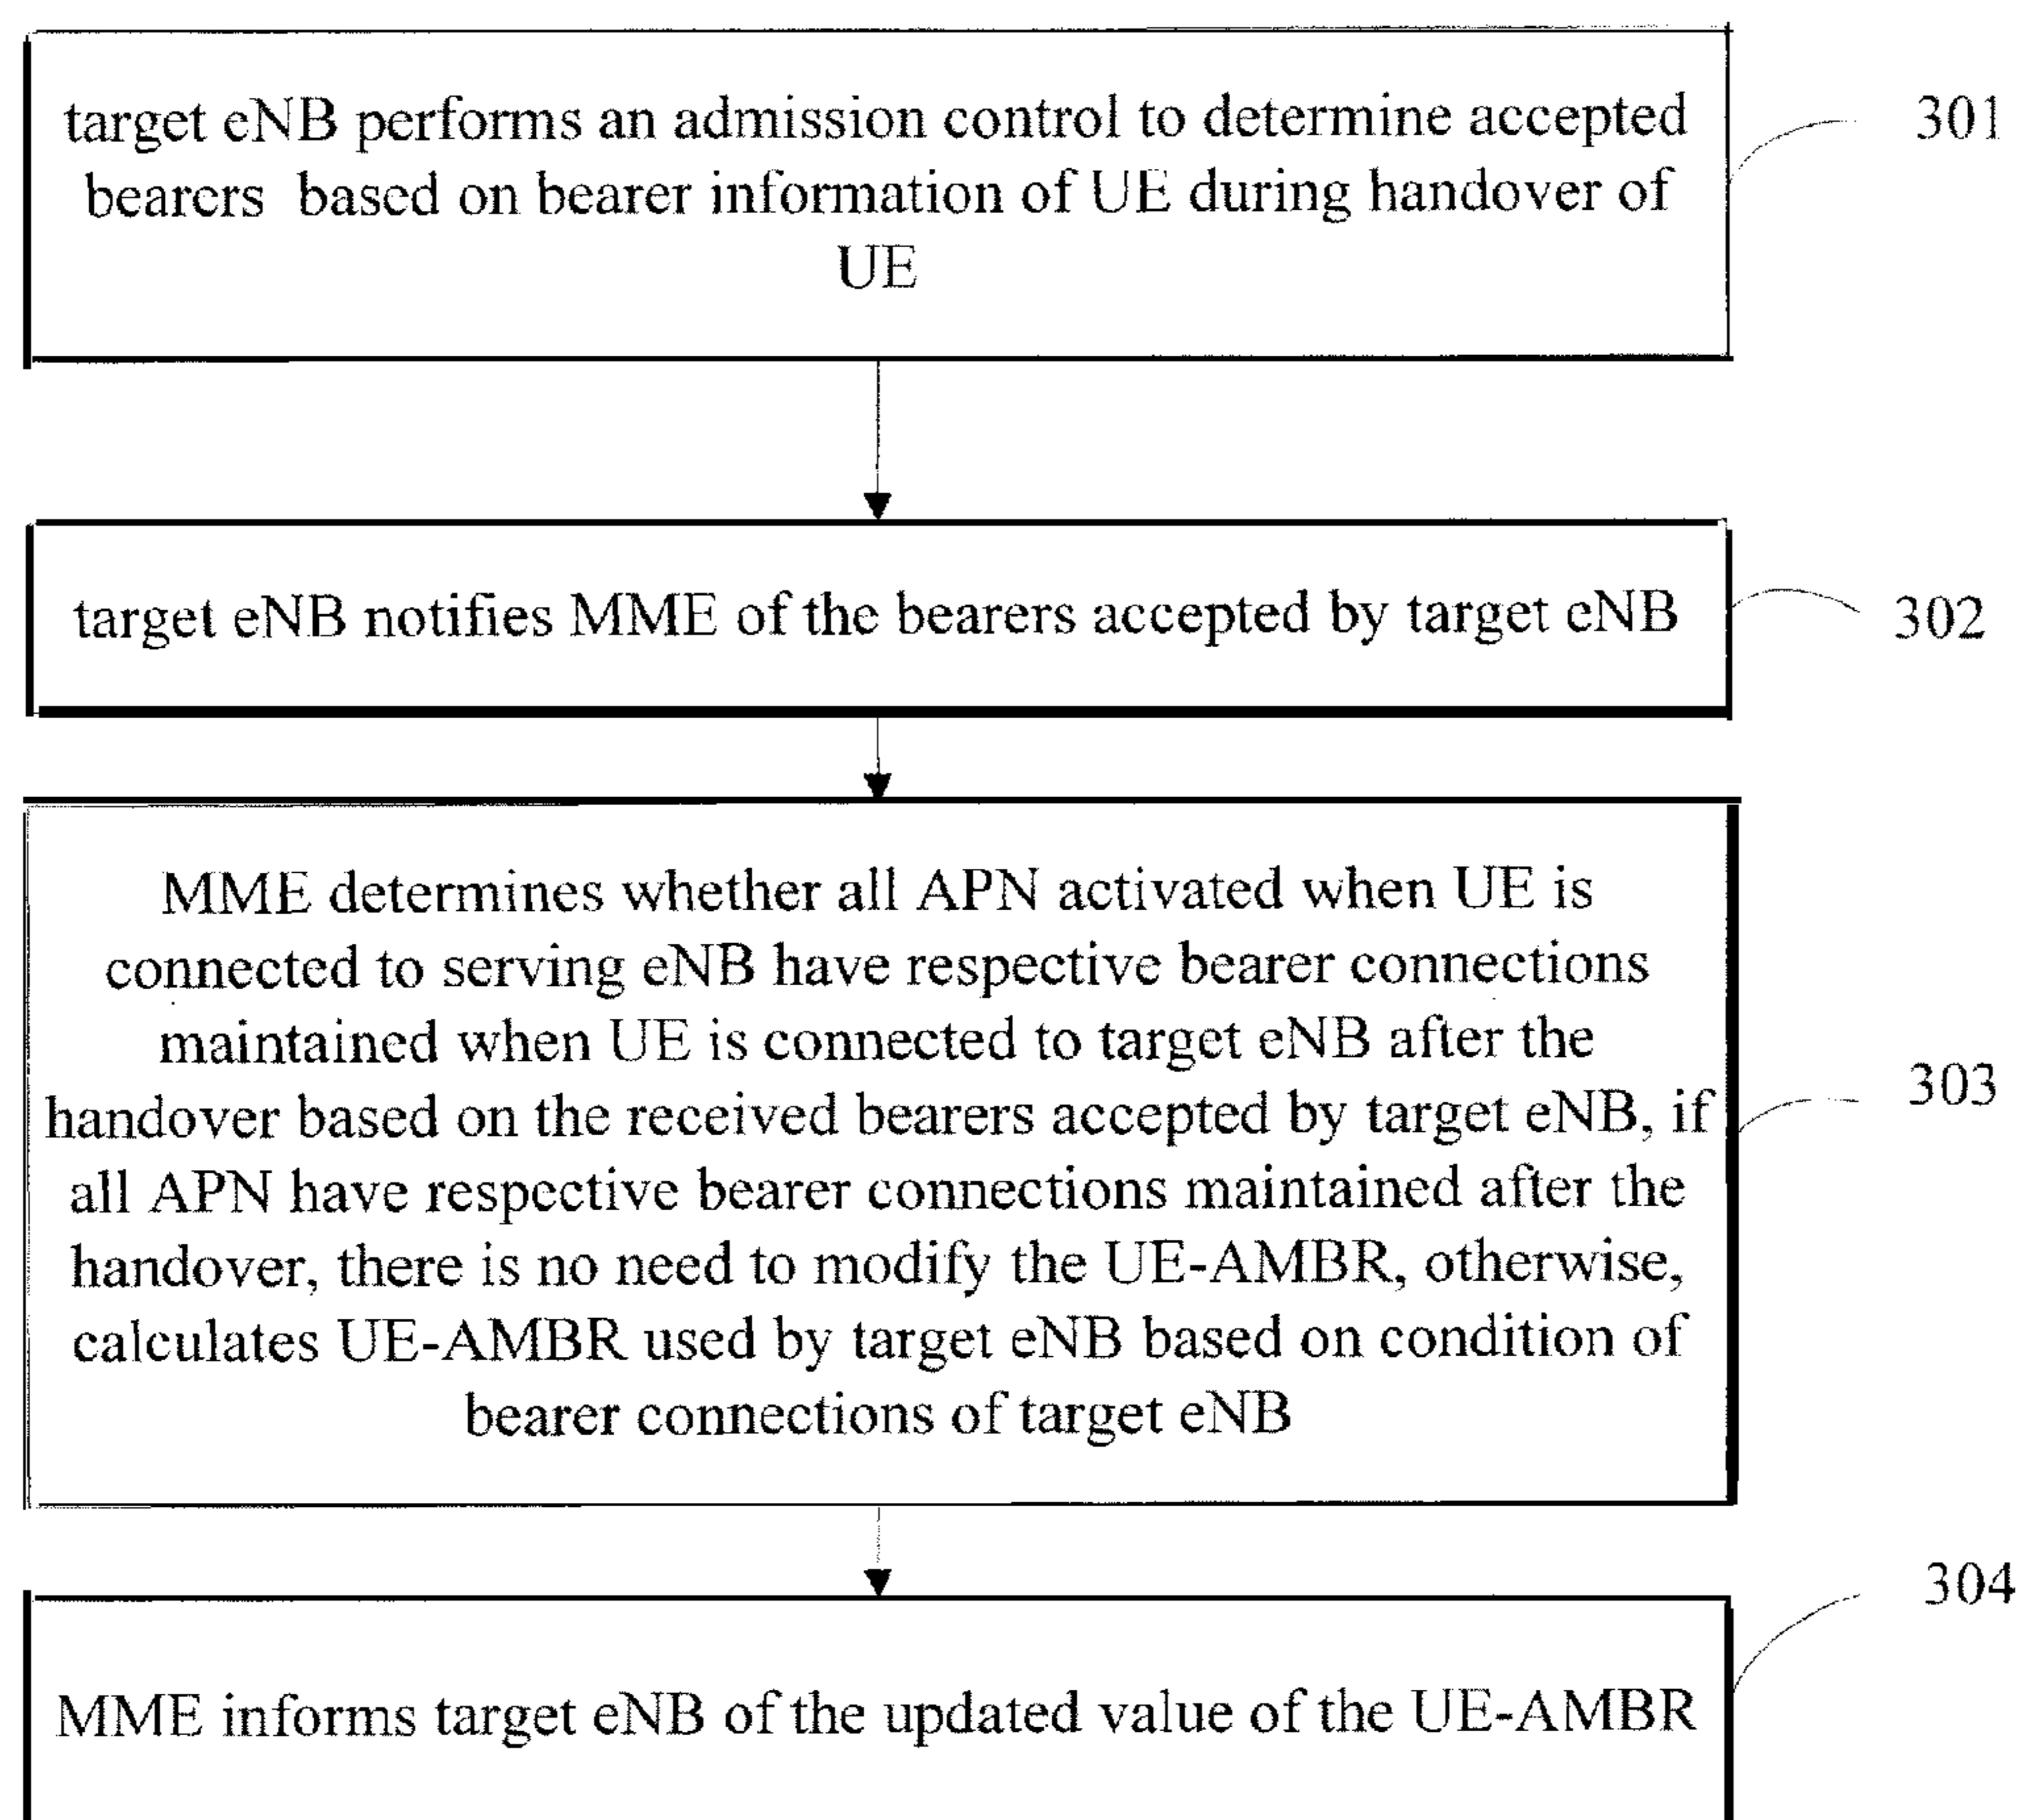 target eNB performs an admission control to determine accepted
301
bearers based on bearer information of UE during handover of
UE
target eNB notifies MME of the bearers accepted by target eNB
302
MME determines whether all APN activated when UE is
connected to serving eNB have respective bearer connections
maintained when UE is connected to target eNB after the
handover based on the received bearers accepted by target eNB, if
303
all APN have respective bearer connections maintained after the
handover, there is no need to modify the UE-AMBR, otherwise,
calculates UE-AMBR used by target eNB based on condition of
bearer connections of target eNB
304
MME informs target eNB of the updated value of the UE-AMBR